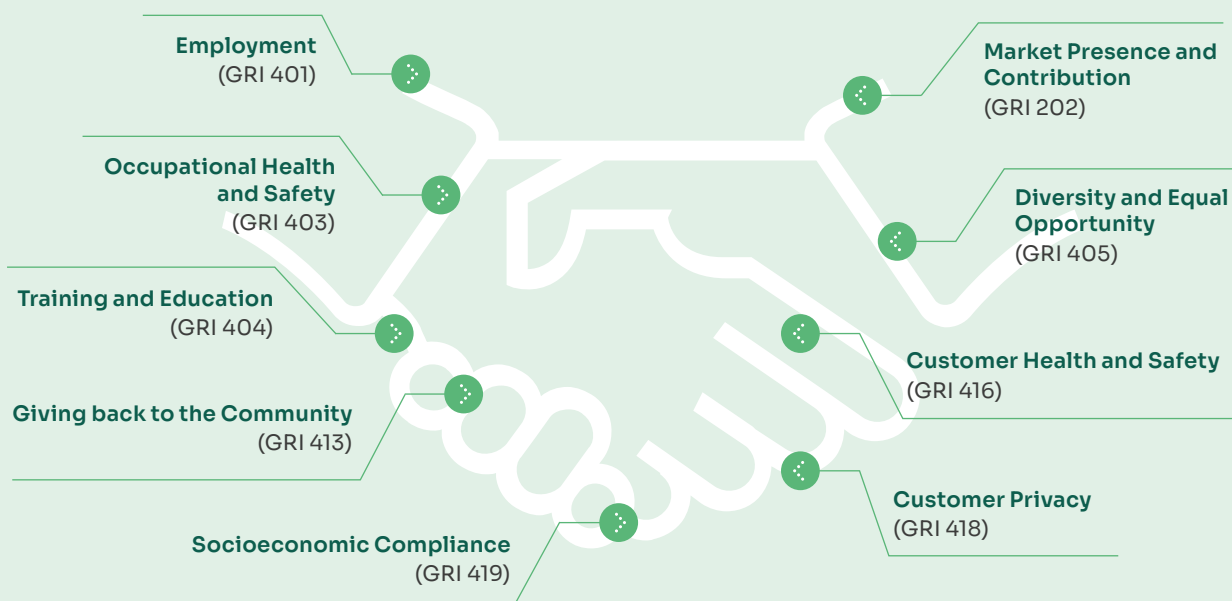 Employment
(GRI 401)
Occupational Health
and Safety
(GRI 403)
Training and Education
(GRI 404)
Giving back to the Community
(GRI 413)
Socioeconomic Compliance
(GRI 419)
Market Presence and
Contribution
(GRI 202)
Diversity and Equal
Opportunity
(GRI 405)
Customer Health and Safety
(GRI 416)
Customer Privacy
(GRI 418)